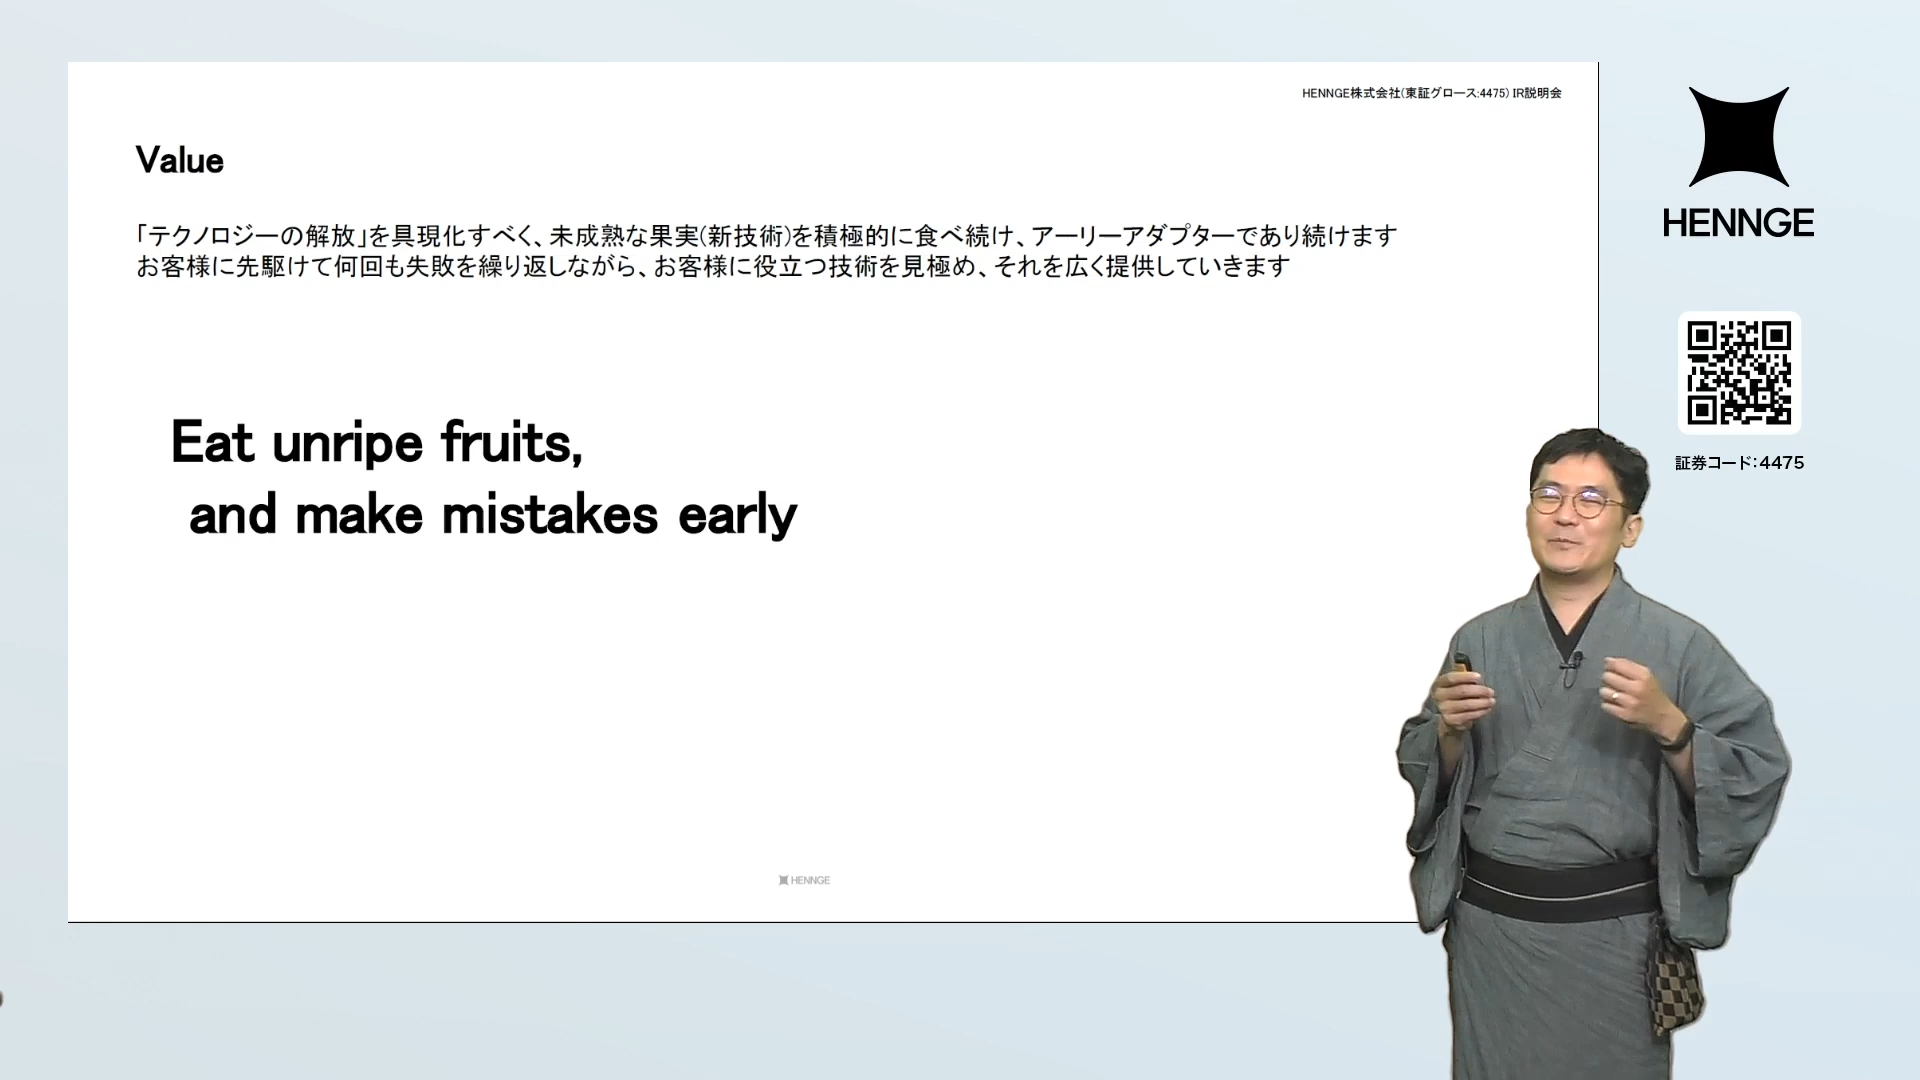 HENNGE株式会社(東証グロース:4475) IR説明会
Value
「テクノロジーの解放」を具現化すべく、未成熟な果実(新技術)を積極的に食べ続け、アーリーアダプターであり続けます
お客様に先駆けて何回も失敗を繰り返しながら、お客様に役立つ技術を見極め、それを広く提供していきます
Eat unripe fruits,
and make mistakes early
HENNGE
HENNGE
証券コード:4475